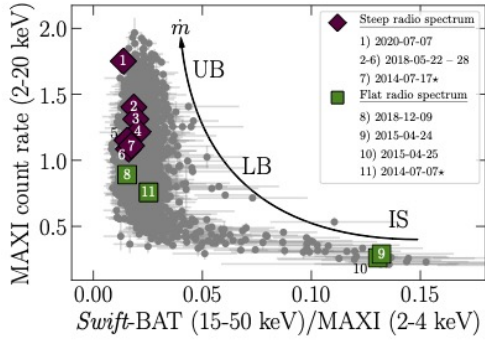 Steep radio spectrum
1) 2020-07-07
2-6) 2018-05-22 – 28
7) 2014-07-17⋆
Flat radio spectrum
8) 2018-12-09
9) 2015-04-24
10) 2015-04-25
11) 2014-07-07⋆
ṁ
UB
LB
IS
1
2
3
4
5
6
7
8
11
9
10
MAXI count rate (2-20 keV)
2.0
1.5
1.0
0.5
0.00 0.05 0.10 0.15
Swift-BAT (15-50 keV)/MAXI (2-4 keV)